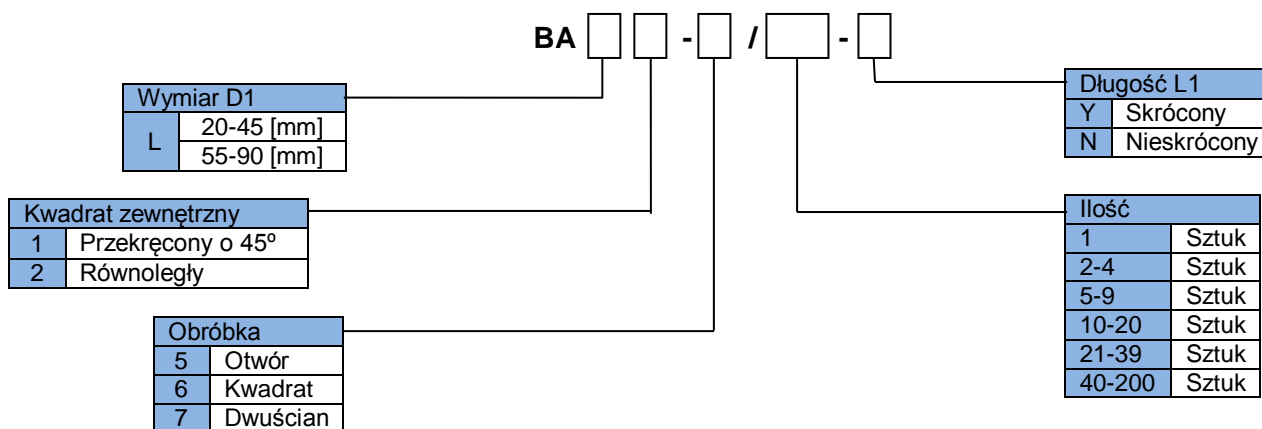 BA - / -
Wymiar D1
L
20-45 [mm]
55-90 [mm]
Długość L1
Y Skrócony
N Nieskrócony
Kwadrat zewnętrzny
1 Przekręcony o 45º
2 Równoległy
Ilość
1 Sztuk
2-4 Sztuk
5-9 Sztuk
10-20 Sztuk
21-39 Sztuk
40-200 Sztuk
Obróbka
5 Otwór
6 Kwadrat
7 Dwuścian